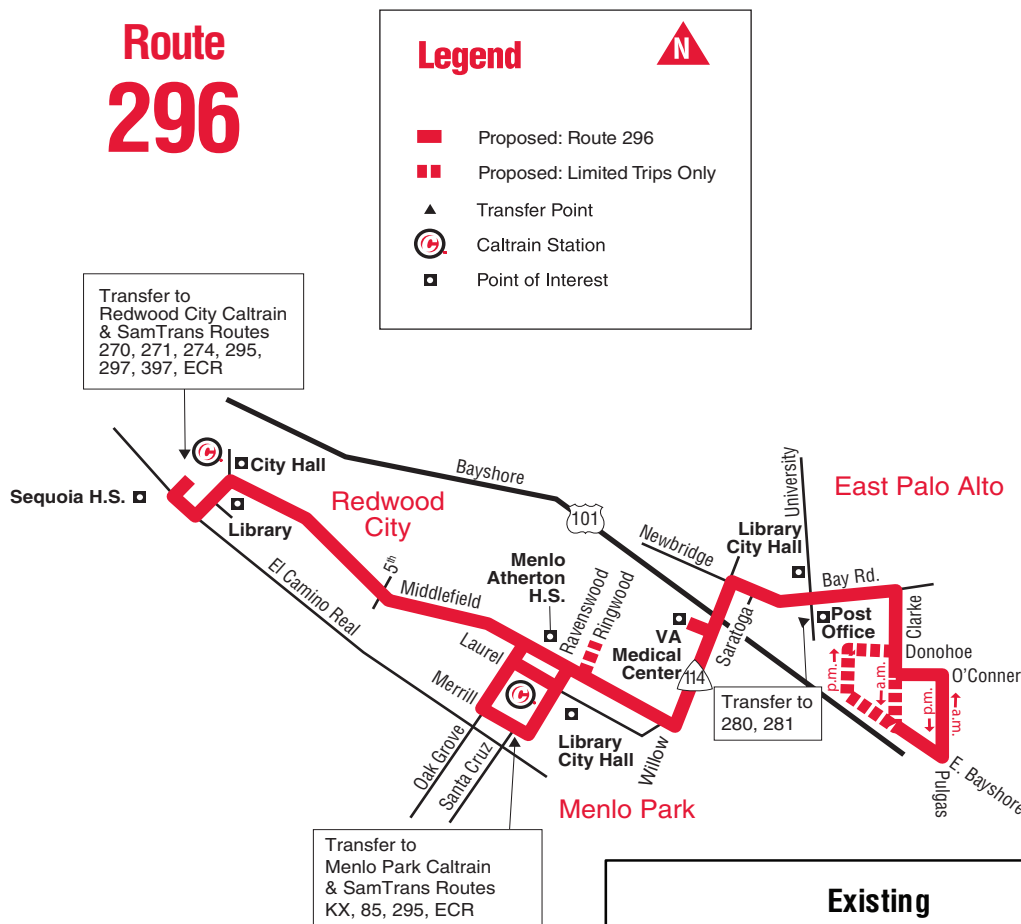 Route
296
Legend
N
Proposed: Route 296
Proposed: Limited Trips Only
Transfer Point
C
Caltrain Station
Point of Interest
Transfer to
Redwood City Caltrain
& SamTrans Routes
270, 271, 274, 295,
297, 397, ECR
C
City Hall
Sequoia H.S.
Library
Redwood
City
Bayshore
101
East Palo Alto
University
Library
City Hall
Newbridge
Bay Rd.
El Camino Real
5th
Middlefield
Menlo
Atherton
H.S.
Ravenswood
Ringwood
VA
Medical
Center
Saratoga
114
Post
Office
Clarke
Donohoe
O'Conner
p.m.
a.m.
p.m.
a.m.
Laurel
Merrill
C
Transfer to
280, 281
Library
City Hall
Willow
Oak Grove
Santa Cruz
E. Bayshore
Pulgas
Menlo Park
Transfer to
Menlo Park Caltrain
& SamTrans Routes
KX, 85, 295, ECR
Existing